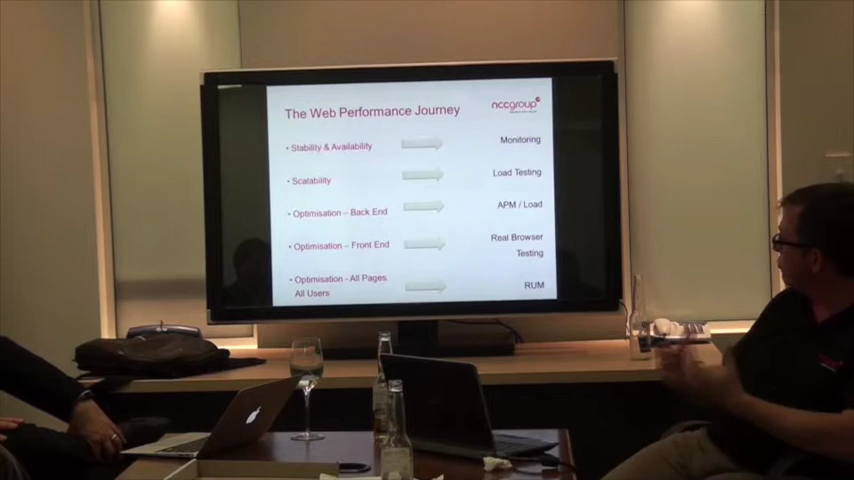 The Web Performance Journey
nccgroup
• Stability & Availability
Monitoring
• Scalability
Load Testing
• Optimisation – Back End
APM / Load
• Optimisation – Front End
Real Browser
Testing
• Optimisation - All Pages.
All Users
RUM